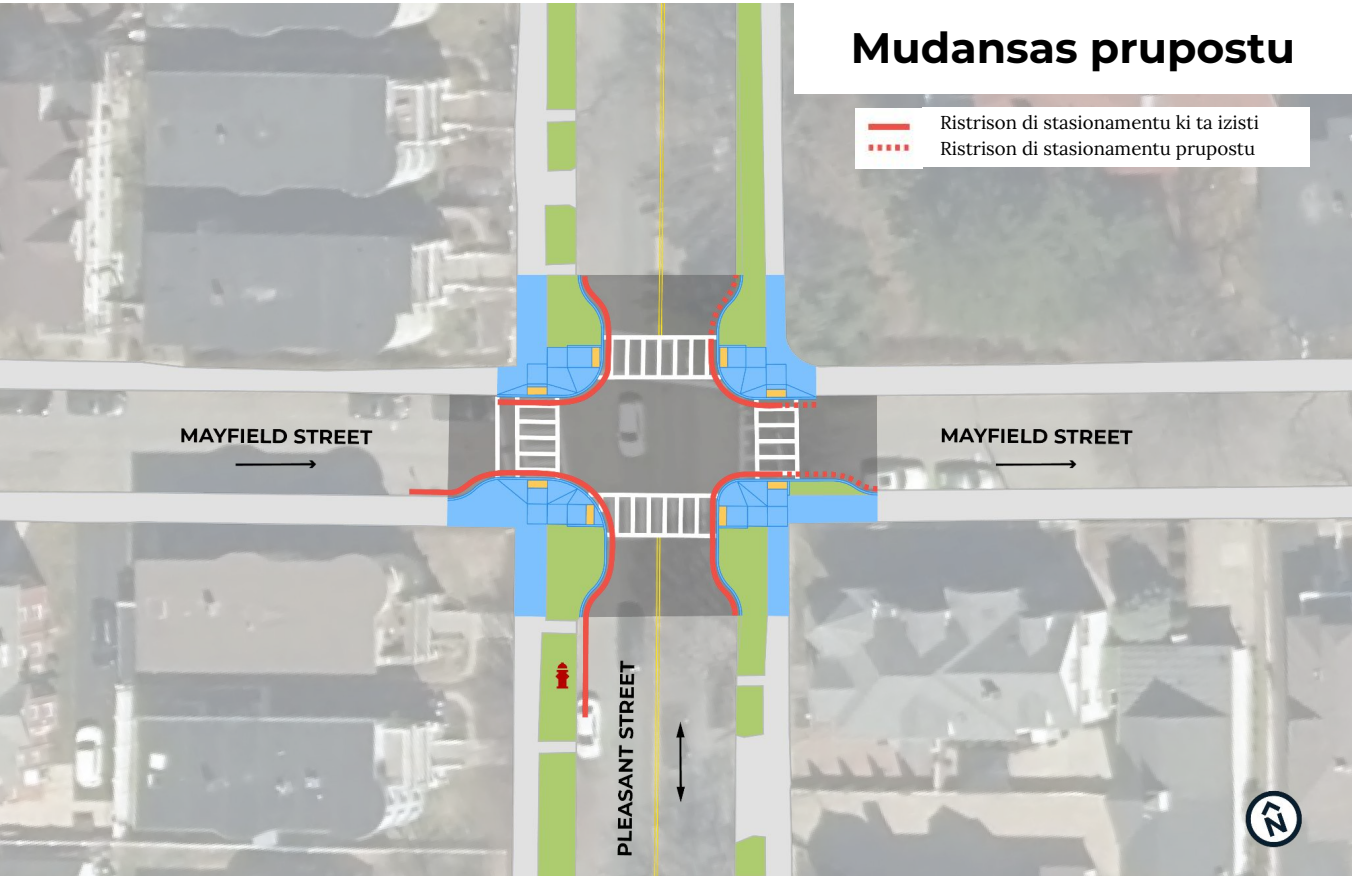 Mudansas prupostu
Ristrison di stasionamentu ki ta izisti
Ristrison di stasionamentu prupostu
MAYFIELD STREET
MAYFIELD STREET
PLEASANT STREET
N